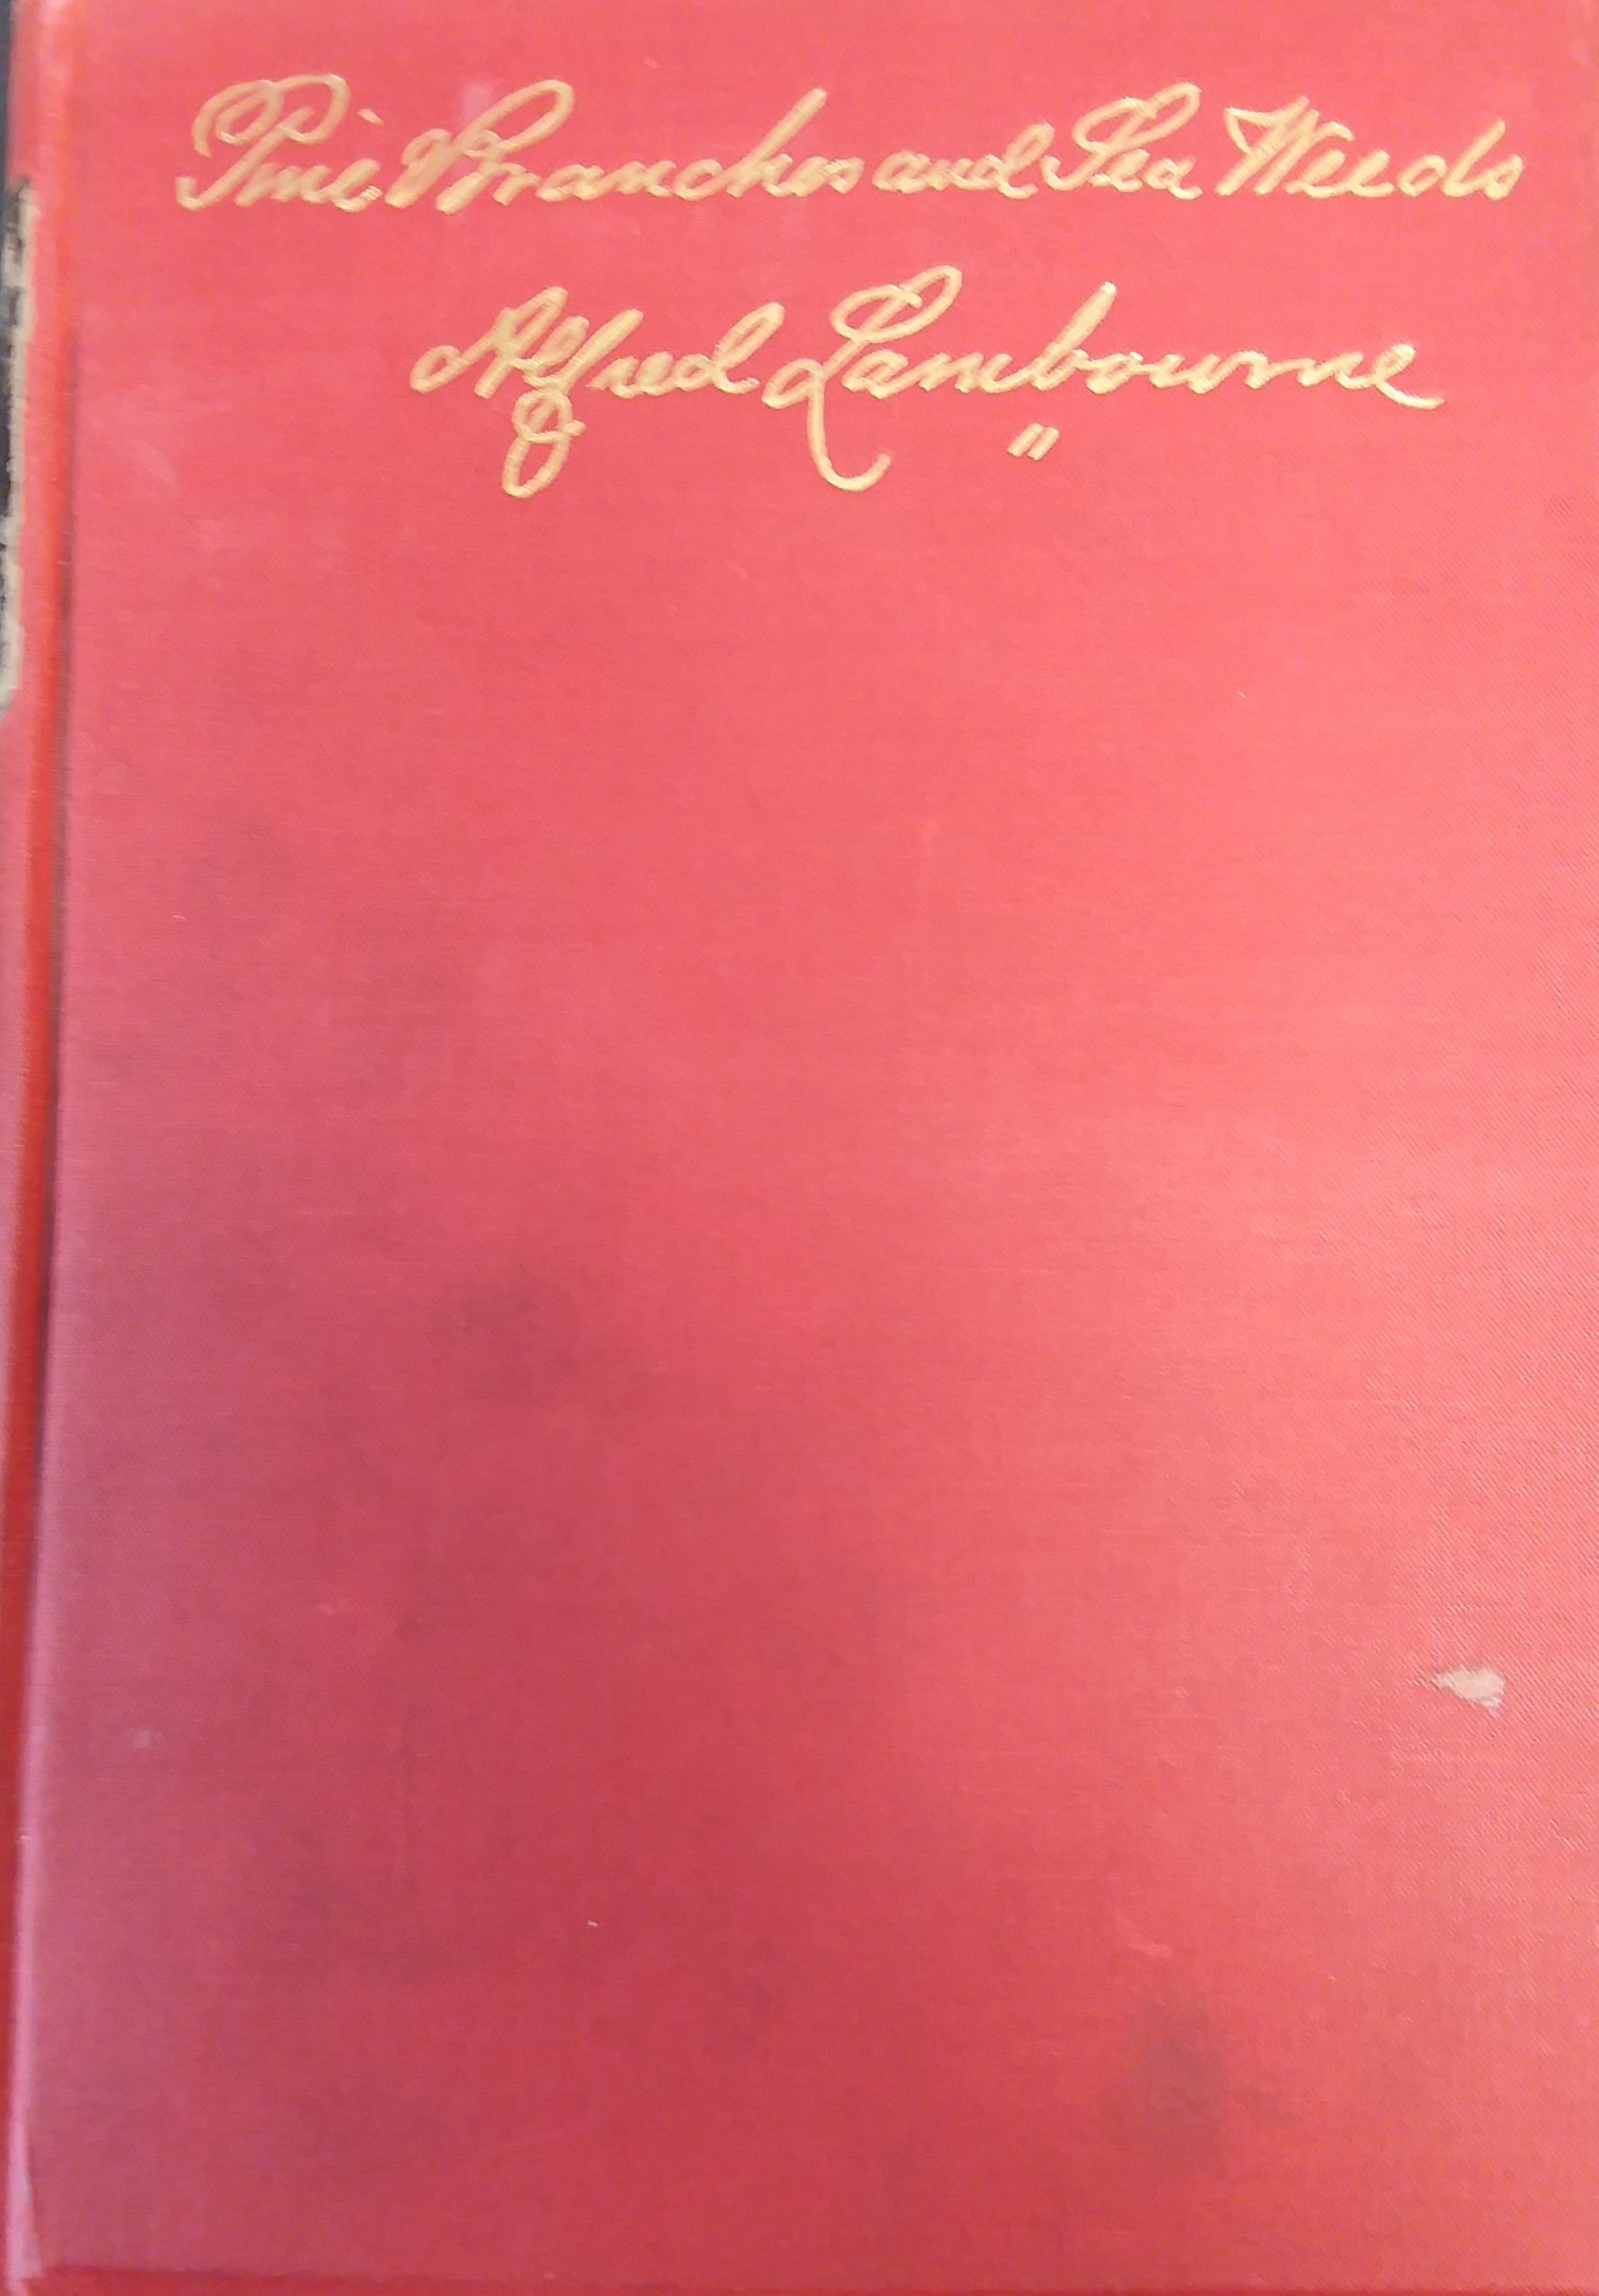 Pine Branches and Sea Weeds
Alfred Lambourne